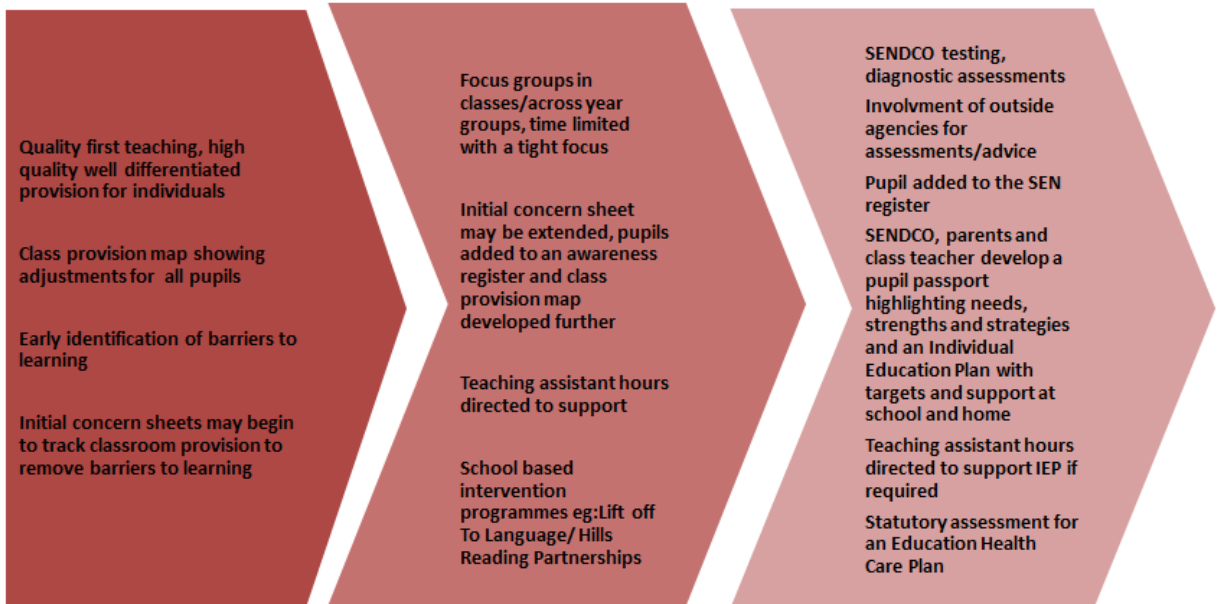 Quality first teaching, high
quality well differentiated
provision for individuals
Class provision map showing
adjustments for all pupils
Early identification of barriers to
learning
Initial concern sheets may begin
to track classroom provision to
remove barriers to learning
Focus groups in
classes/across year
groups, time limited
with a tight focus
Initial concern sheet
may be extended, pupils
added to an awareness
register and class
provision map
developed further
Teaching assistant hours
directed to support
School based
intervention
programmes eg:Lift off
To Language/ Hills
Reading Partnerships
SENDCO testing,
diagnostic assessments
Involvment of outside
agencies for
assessments/advice
Pupil added to the SEN
register
SENDCO, parents and
class teacher develop a
pupil passport
highlighting needs,
strengths and strategies
and an Individual
Education Plan with
targets and support at
school and home
Teaching assistant hours
directed to support IEP if
required
Statutory assessment for
an Education Health
Care Plan